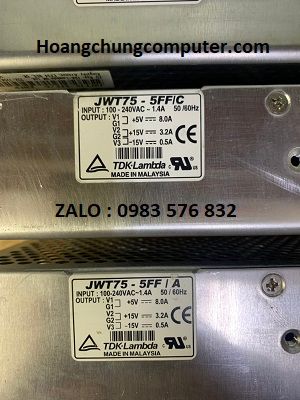 Hoangchungcomputer.com
JWT75 - 5FF/C
INPUT : 100 - 240VAC ~ 1.4A 50 /60Hz
OUTPUT : V1 +5V 8.0A
G1
V2 +15V 3.2A
G2
V3 -15V 0.5A
TDK-Lambda
MADE IN MALAYSIA
ZALO : 0983 576 832
JWT75 - 5FF / A
INPUT : 100-240VAC~1.4A 50 / 60Hz
OUTPUT : V1 +5V 8.0A
G1
V2 +15V 3.2A
G2
V3 -15V 0.5A
TDK-Lambda
MADE IN MALAYSIA